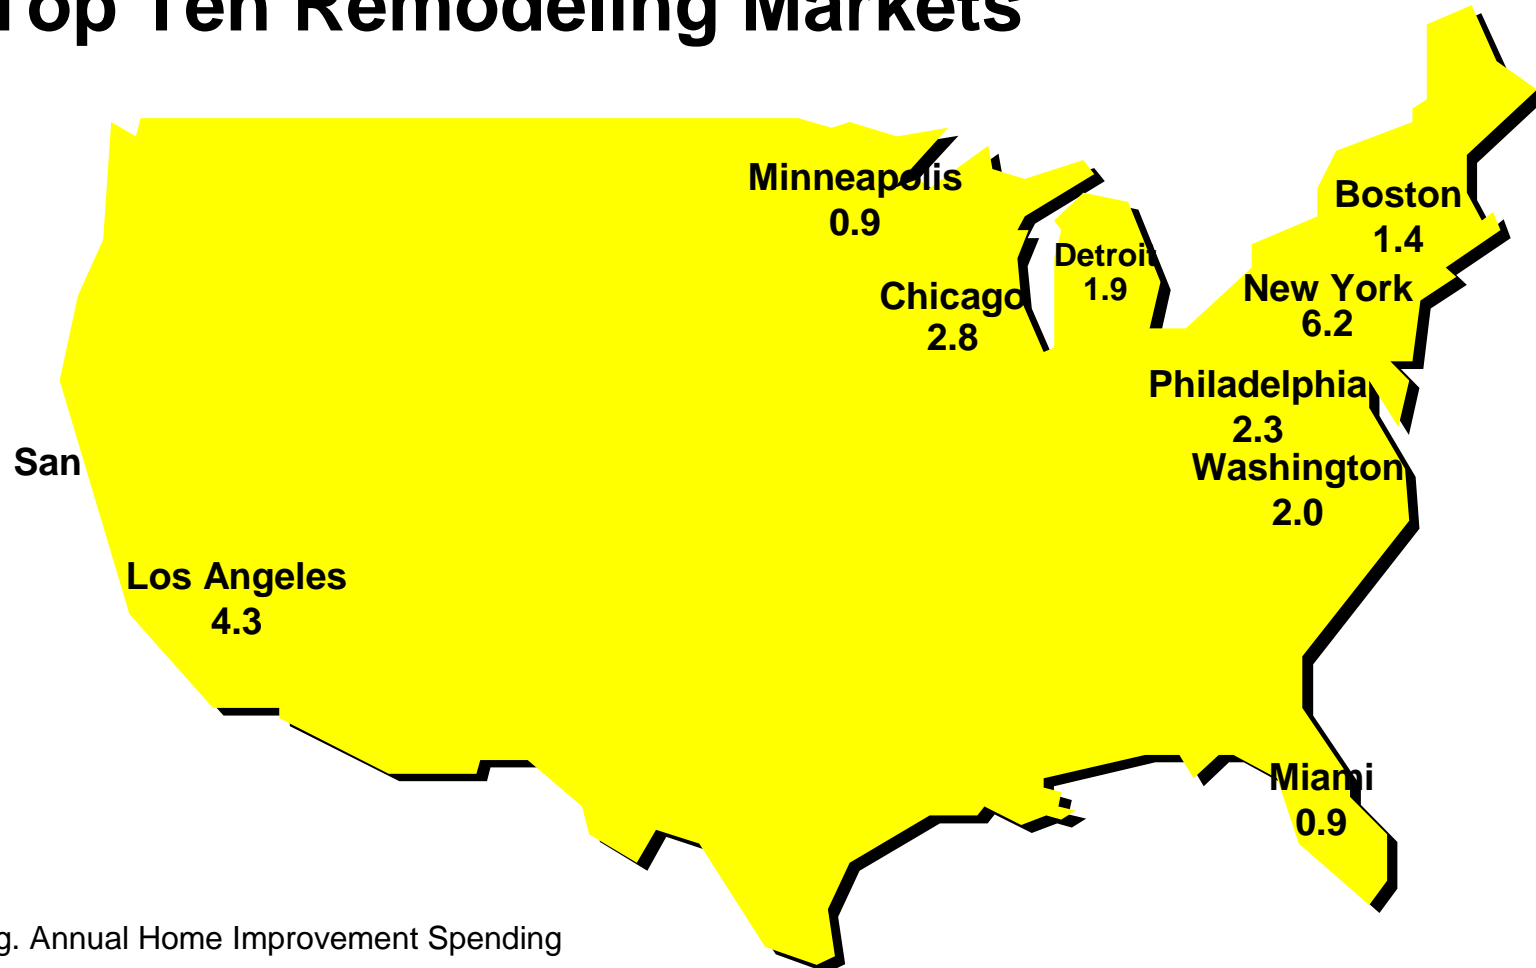 Top Ten Remodeling Markets
Minneapolis
0.9
Boston
1.4
Detroit
1.9
Chicago
2.8
New York
6.2
Philadelphia
2.3
San
Washington
2.0
Los Angeles
4.3
Miami
0.9
g. Annual Home Improvement Spending